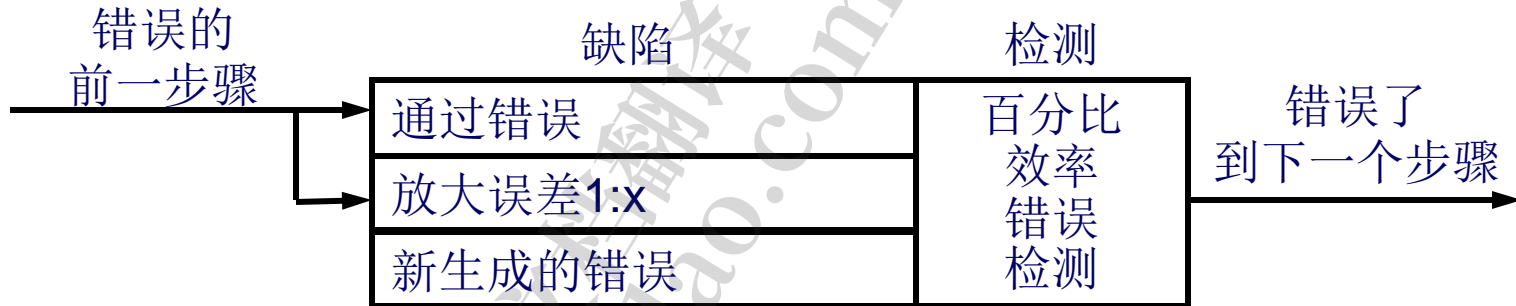 错误的
前一步骤
缺陷
检测
通过错误
放大误差1:x
新生成的错误
百分比
效率
错误
检测
错误了
到下一个步骤